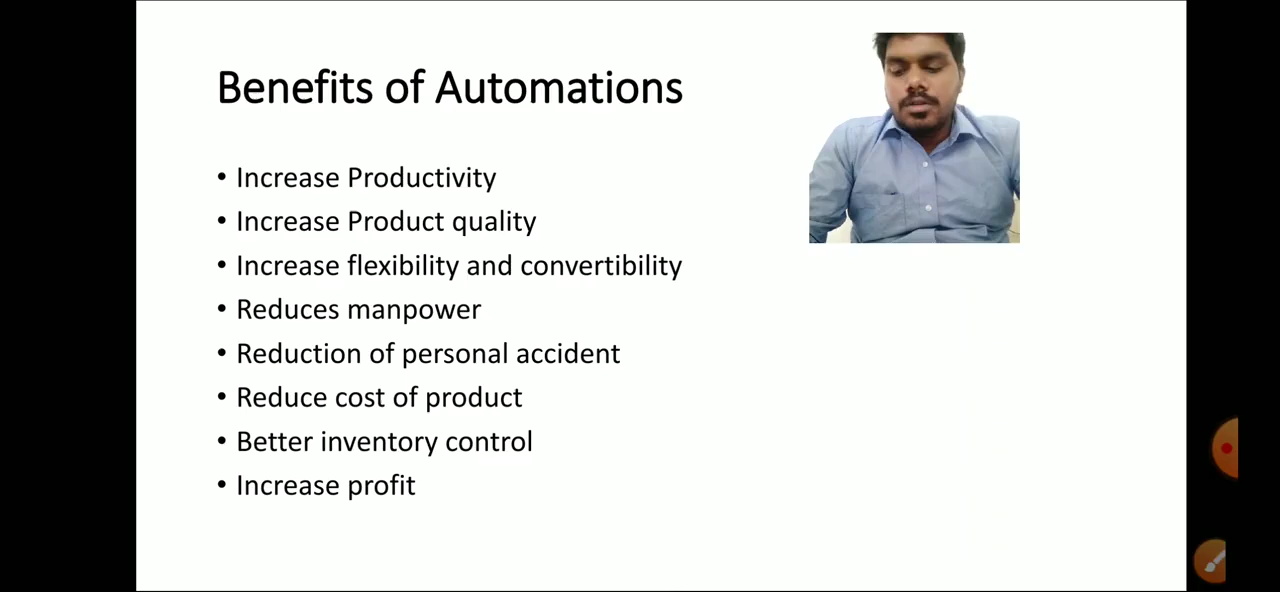 Benefits of Automations
• Increase Productivity
• Increase Product quality
• Increase flexibility and convertibility
• Reduces manpower
• Reduction of personal accident
• Reduce cost of product
• Better inventory control
• Increase profit